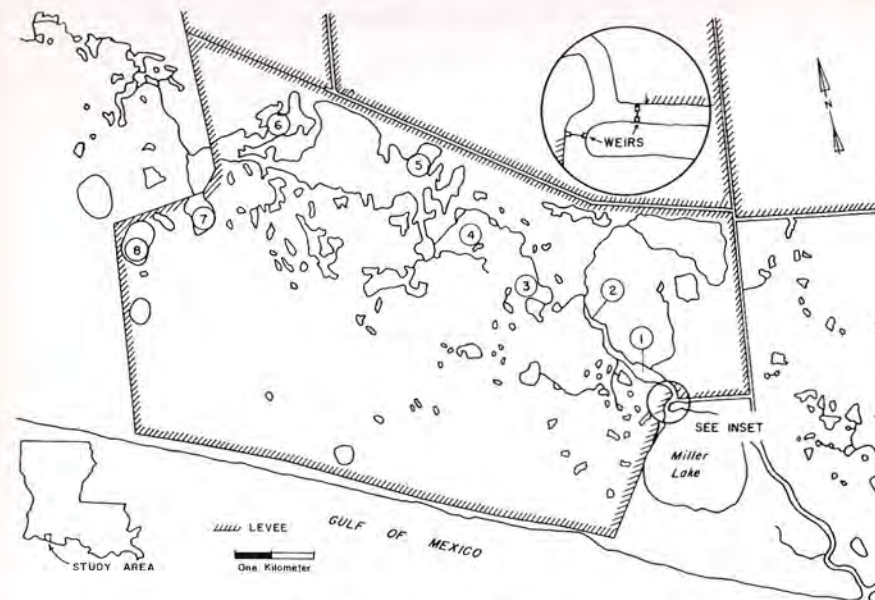 N
WEIRS
6
5
7
8
4
3
2
1
SEE INSET
Miller
Lake
LEVEE
GULF OF MEXICO
One Kilometer
STUDY AREA